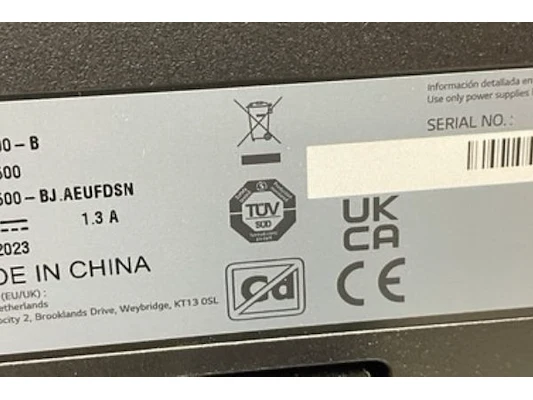 00-B
500
500-BJ.AEUFDSN
1.3 A
2023
DE IN CHINA
(EU/UK) :
etherlands
ocity 2, Brooklands Drive, Weybridge, KT13 0SL
TÜV
SÜD
Cd
Información detallada en
Use only power supplies
SERIAL NO.:
UK
CA
CE